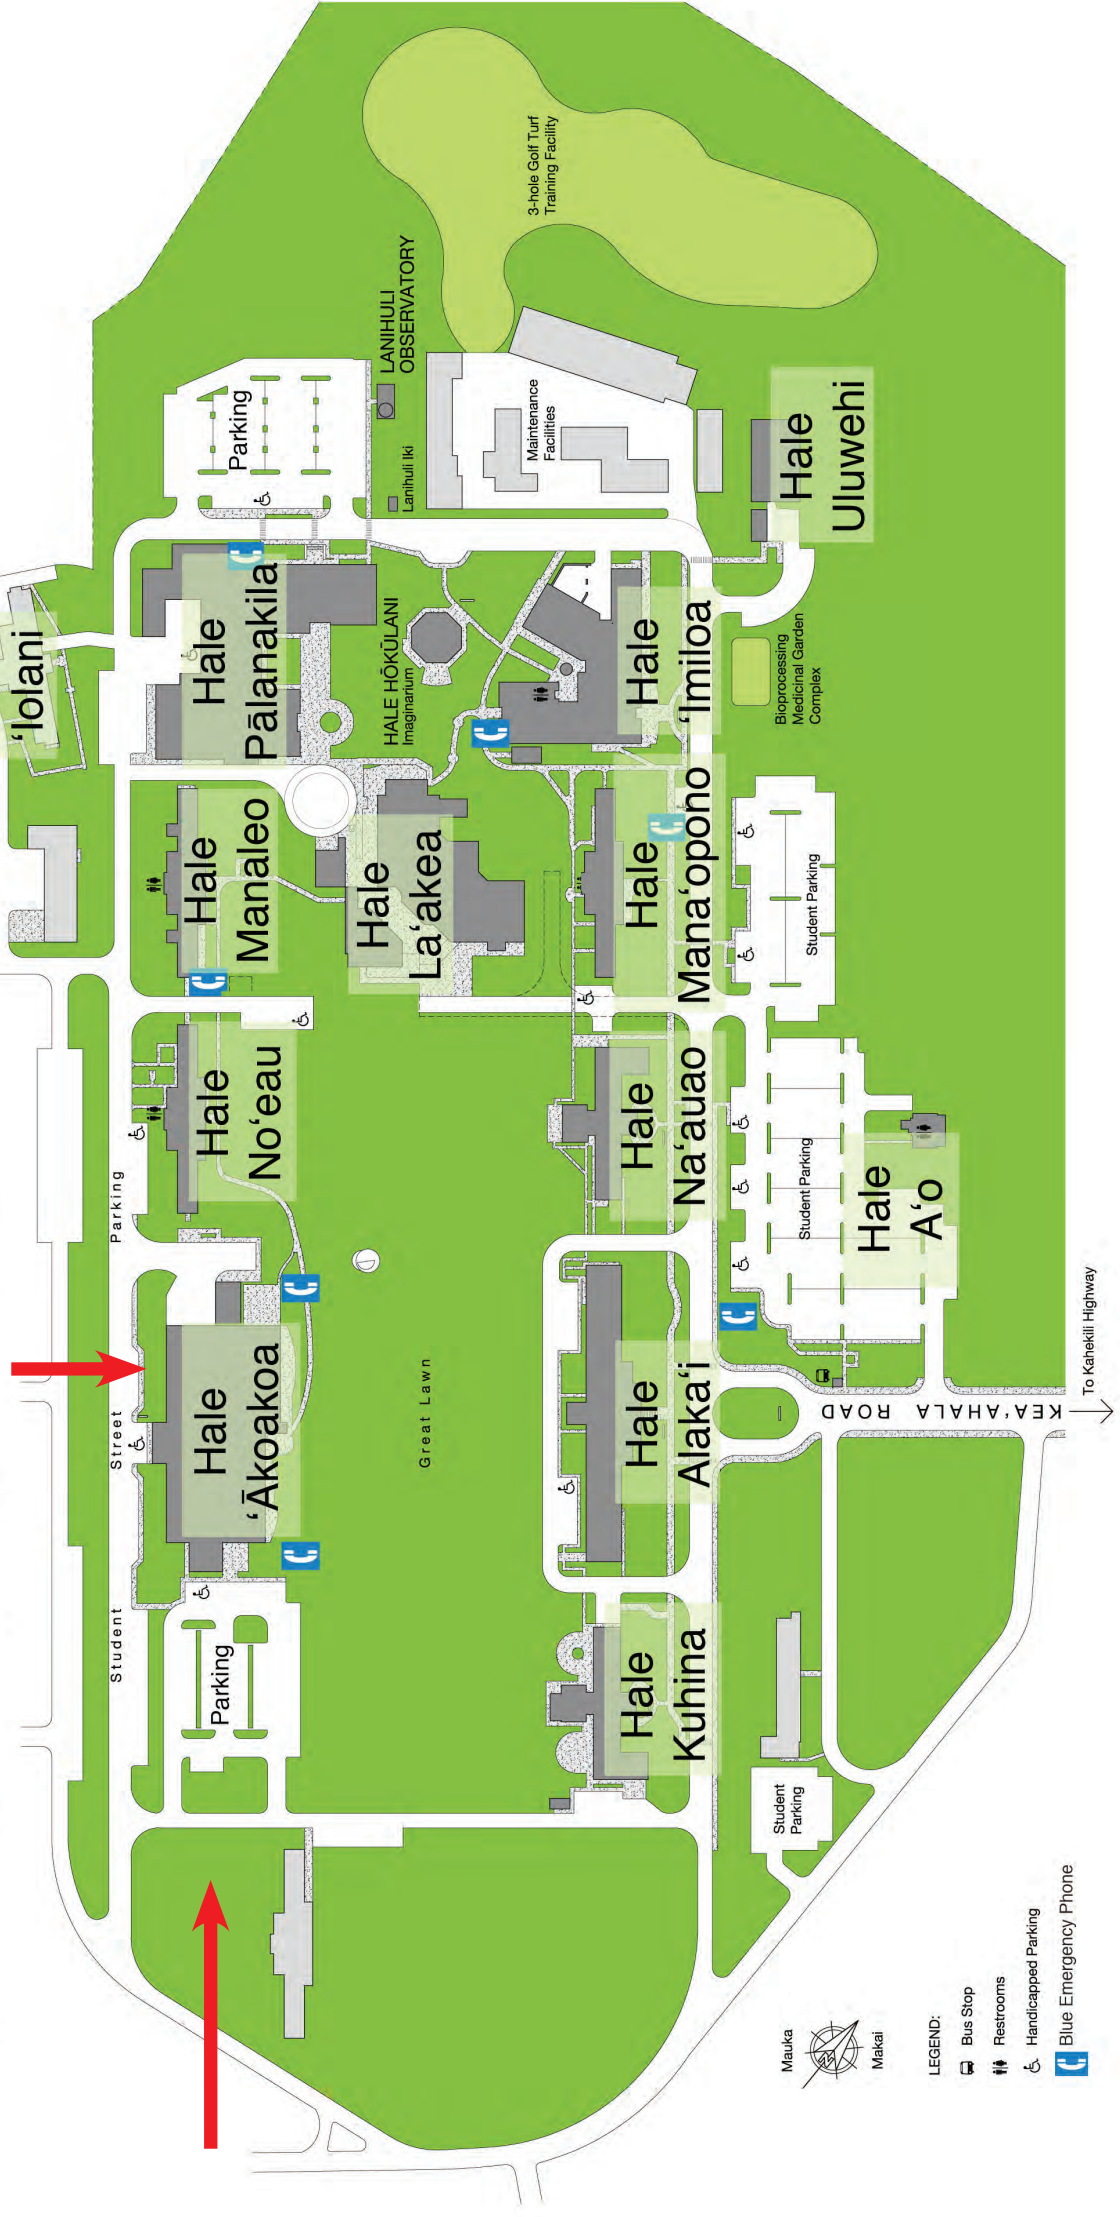 ʻIolani
Parking
LANIHULI
OBSERVATORY
Lanihuli Iki
3-hole Golf Turf
Training Facility
Maintenance
Facilities
Hale
Uluwehi
Hale
Pālanakila
HALE HŌKŪLANI
Imaginarium
Hale
ʻImiloa
Bioprocessing
Medicinal Garden
Complex
Hale
Manaleo
Hale
Laʻakea
Hale
Manaʻopono
Student Parking
Hale
Noʻeau
Hale
Naʻauao
Student Parking
Hale
Aʻo
Student Street Parking
Hale
ʻĀkoakoa
Great Lawn
Hale
Alakaʻi
KEAʻAHALA ROAD
To Kahekili Highway
Parking
Hale
Kuhina
Student
Parking
Mauka
N
Makai
LEGEND:
Bus Stop
Restrooms
Handicapped Parking
Blue Emergency Phone